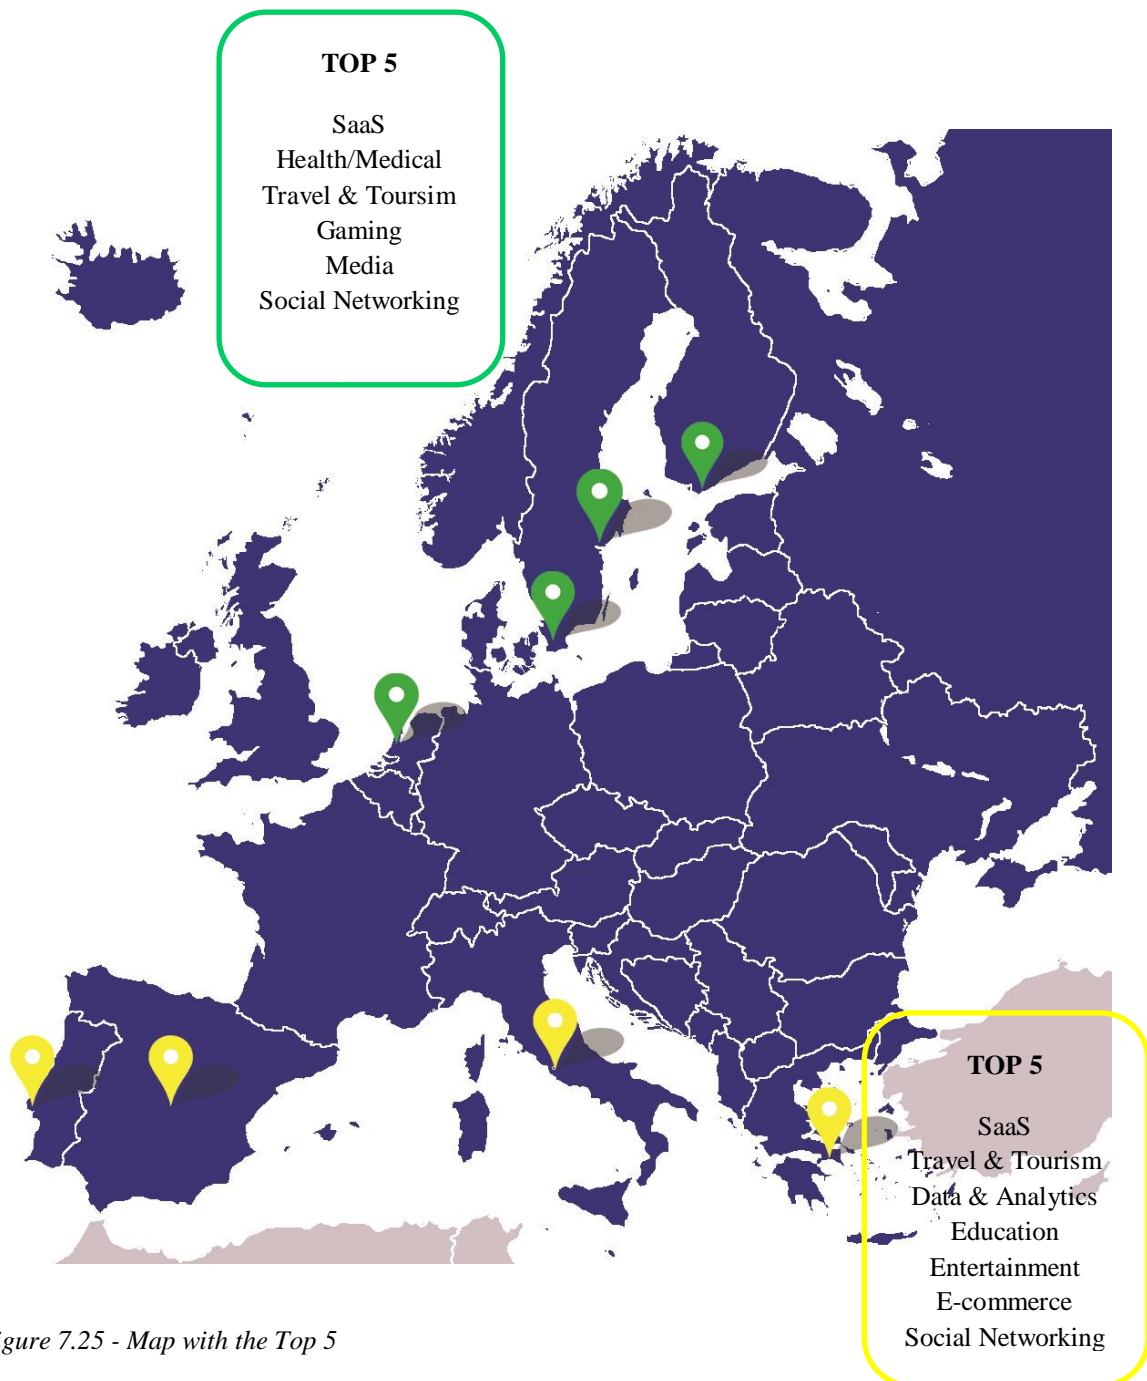 TOP 5
SaaS
Health/Medical
Travel & Toursim
Gaming
Media
Social Networking
TOP 5
SaaS
Travel & Tourism
Data & Analytics
Education
Entertainment
E-commerce
Social Networking
igure 7.25 - Map with the Top 5